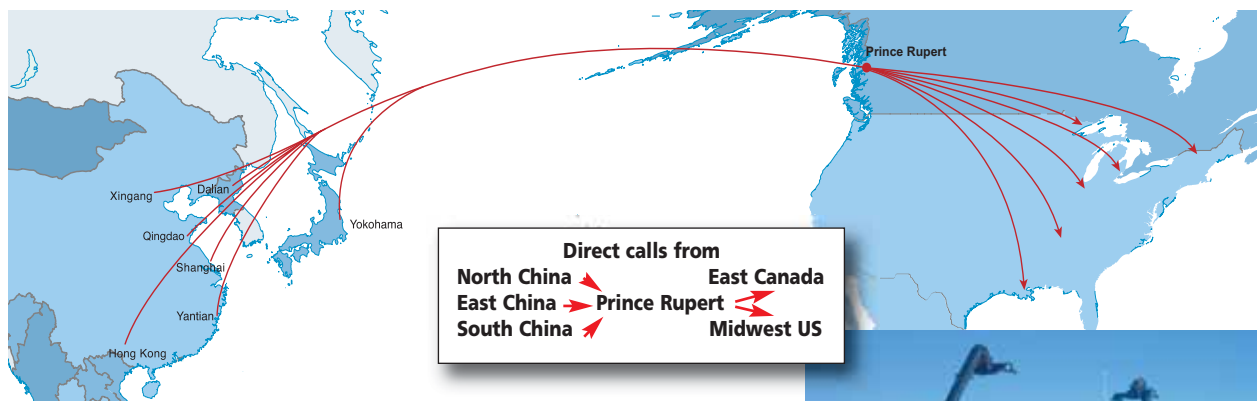 Prince Rupert
Xingang
Dalian
Yokohama
Qingdao
Shanghai
Yantian
Hong Kong
Direct calls from
North China East Canada
East China Prince Rupert
South China Midwest US